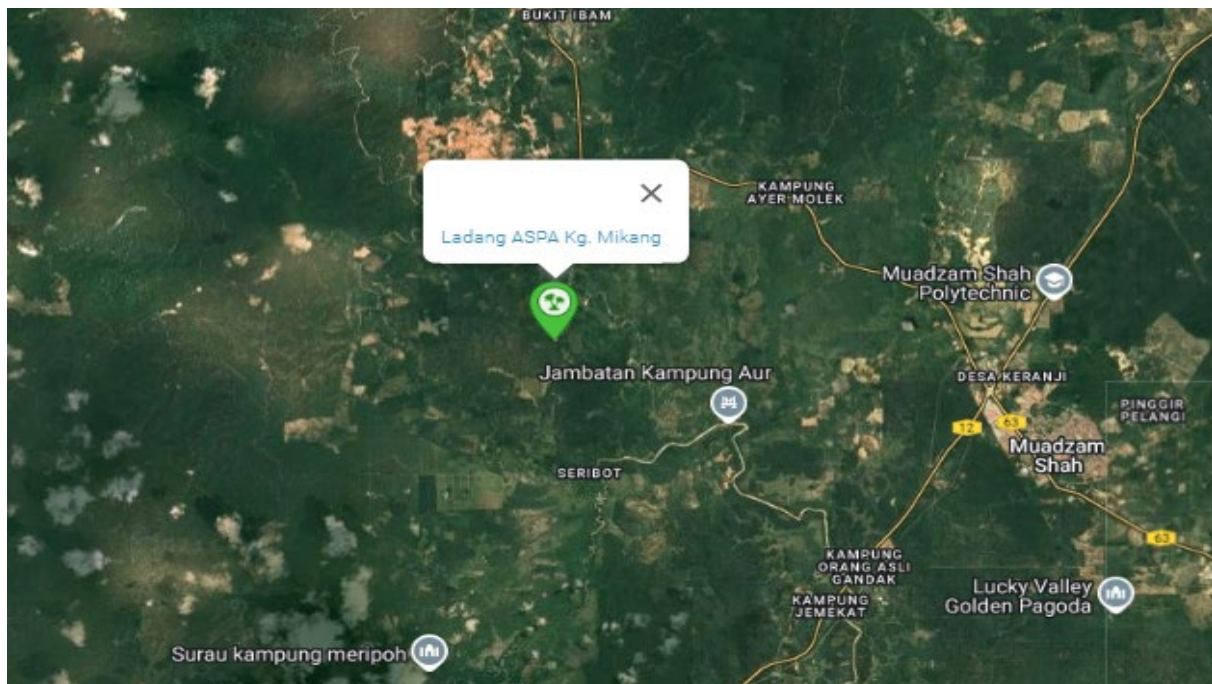 BUKIT IBAM
KAMPUNG
AYER MOLEK
Ladang ASPA Kg. Mikang
Muadzam Shah
Polytechnic
Jambatan Kampung Aur
DESA KERANJI
PINGGIR
PELANGI
12
63
Muadzam
Shah
SERIBOT
63
KAMPUNG
ORANG ASLI
GANDAK
KAMPUNG
JEMEKAT
Lucky Valley
Golden Pagoda
Surau kampung meripoh